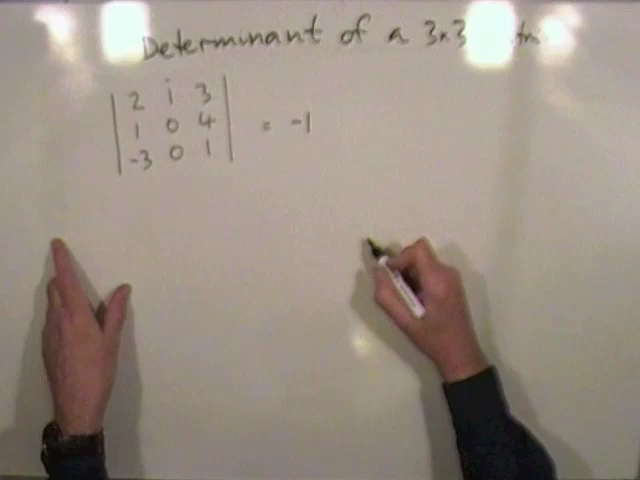 Determinant of a 3x3
| 2 1 3 |
| 1 0 4 | = -1
| -3 0 1 |